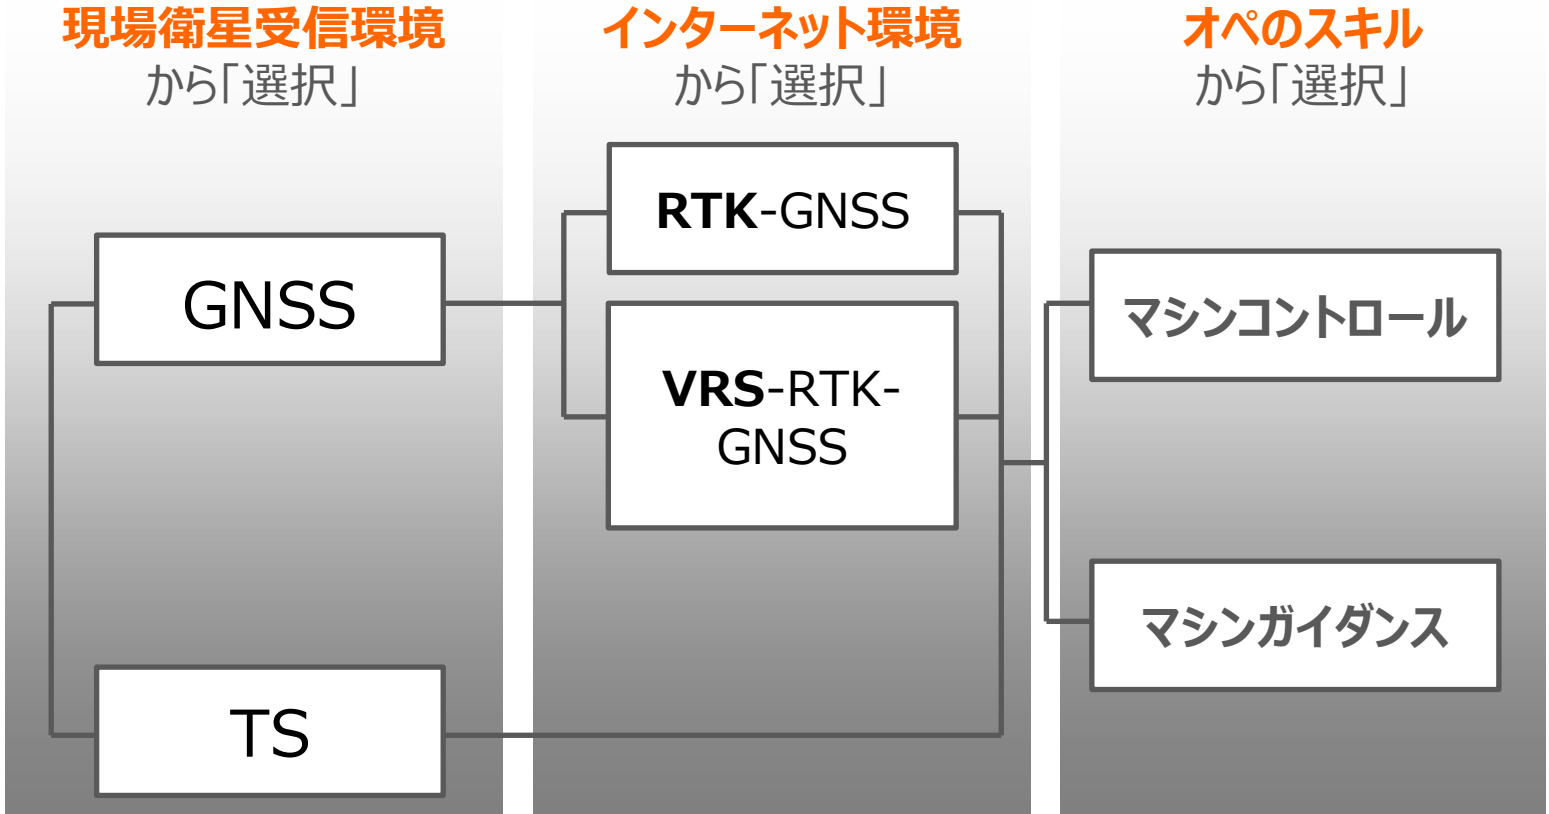 現場衛星受信環境
から「選択」
インターネット環境
から「選択」
オペのスキル
から「選択」
GNSS
TS
RTK-GNSS
VRS-RTK-
GNSS
マシンコントロール
マシンガイダンス